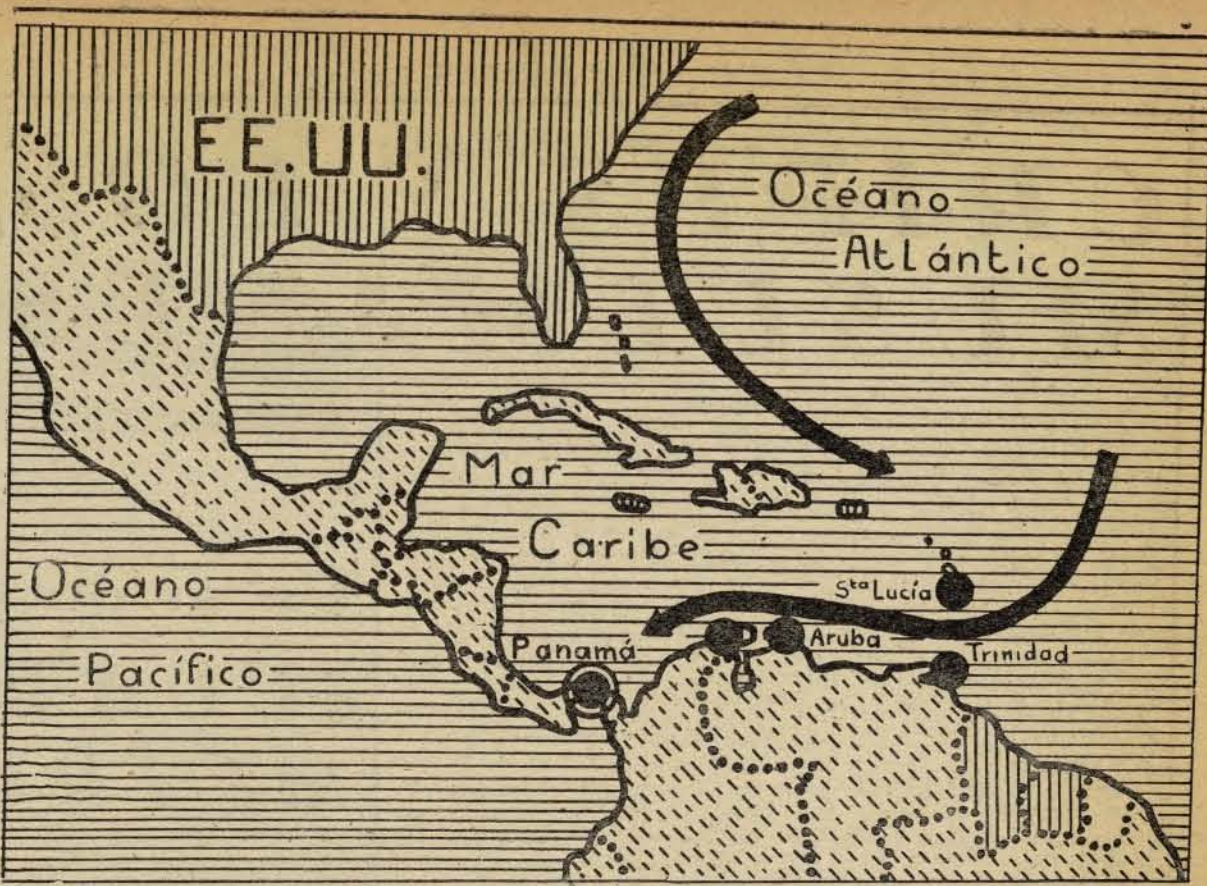 EE.UU.
Océano
Atlántico
Mar
Caribe
Océano
Pacífico
Sta Lucía
Panamá
Aruba
Trinidad